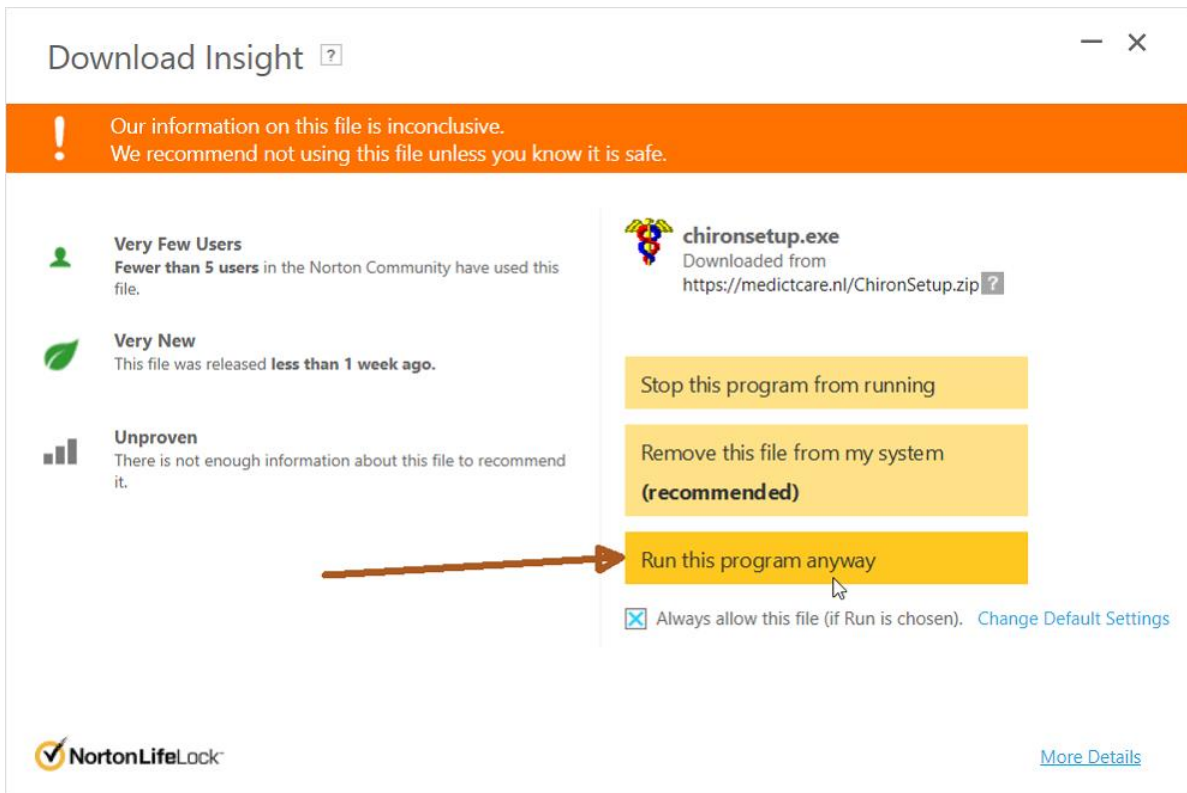 Download Insight ?
Our information on this file is inconclusive.
We recommend not using this file unless you know it is safe.
Very Few Users
Fewer than 5 users in the Norton Community have used this
file.
Very New
This file was released less than 1 week ago.
Unproven
There is not enough information about this file to recommend
it.
chironsetup.exe
Downloaded from
https://medictcare.nl/ChironSetup.zip ?
Stop this program from running
Remove this file from my system
(recommended)
Run this program anyway
Always allow this file (if Run is chosen). Change Default Settings
NortonLifeLock
More Details